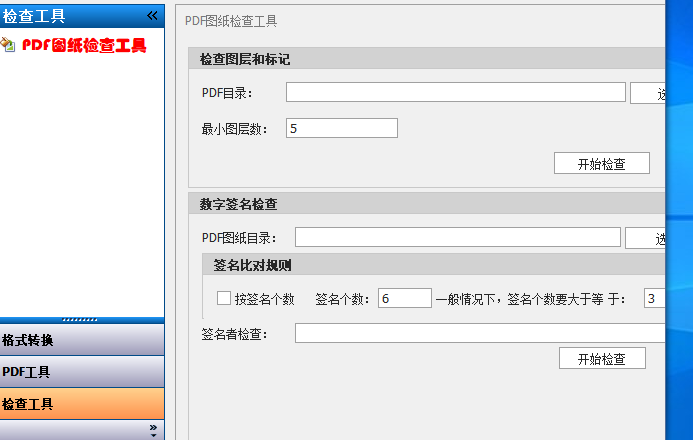 检查工具
PDF图纸检查工具
格式转换
PDF工具
检查工具
PDF图纸检查工具
检查图层和标记
PDF目录：
最小图层数： 5
开始检查
数字签名检查
PDF图纸目录：
签名比对规则
按签名个数 签名个数： 6 一般情况下，签名个数要大于等 于： 3
签名者检查：
开始检查